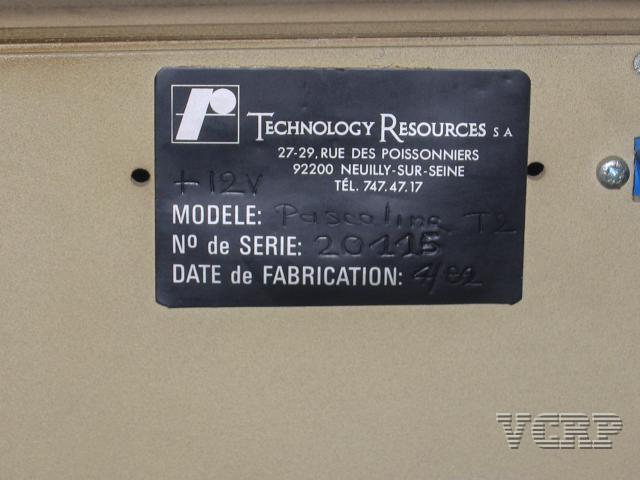 TECHNOLOGY RESOURCES SA
27-29, RUE DES POISSONNIERS
92200 NEUILLY-SUR-SEINE
TÉL. 747.47.17
+12V
MODELE: Pascaline T2
Nº de SERIE: 20115
DATE de FABRICATION: 4/82
VCRP